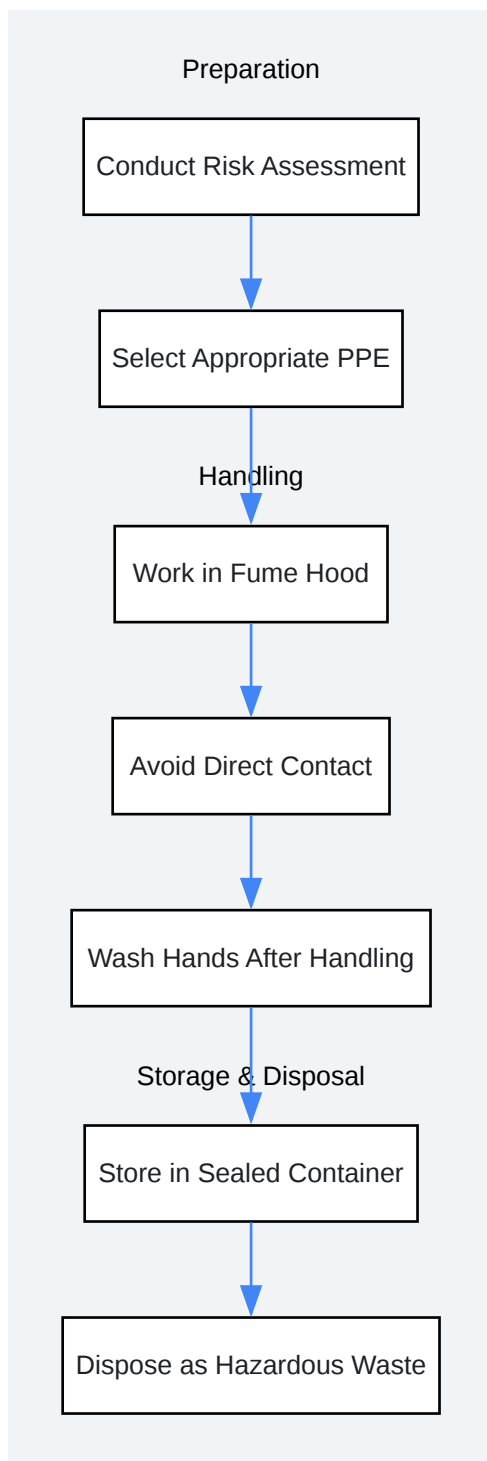 Preparation
Conduct Risk Assessment
Select Appropriate PPE
Handling
Work in Fume Hood
Avoid Direct Contact
Wash Hands After Handling
Storage & Disposal
Store in Sealed Container
Dispose as Hazardous Waste